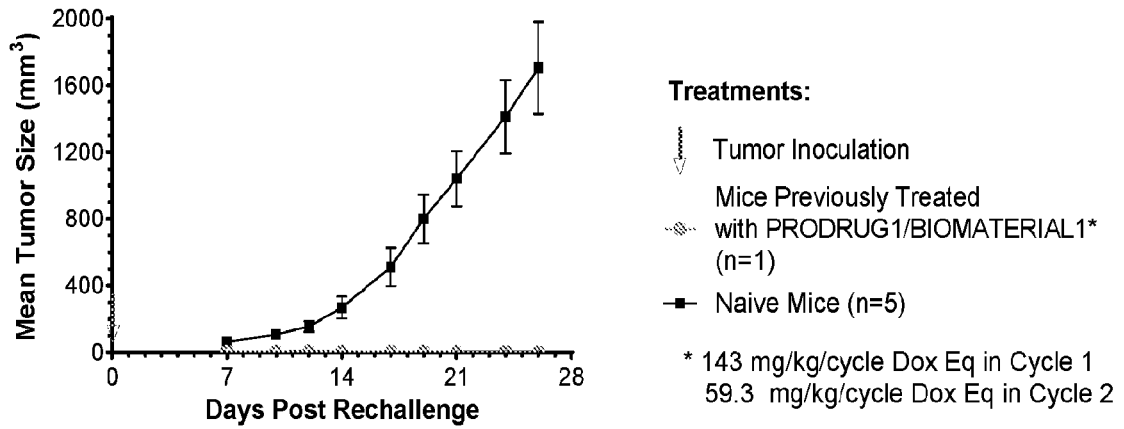 Mean Tumor Size (mm³)
2000
1600
1200
800
400
0
0 7 14 21 28
Days Post Rechallenge
Treatments:
Tumor Inoculation
Mice Previously Treated
with PRODRUG1/BIOMATERIAL1*
(n=1)
Naive Mice (n=5)
* 143 mg/kg/cycle Dox Eq in Cycle 1
59.3 mg/kg/cycle Dox Eq in Cycle 2